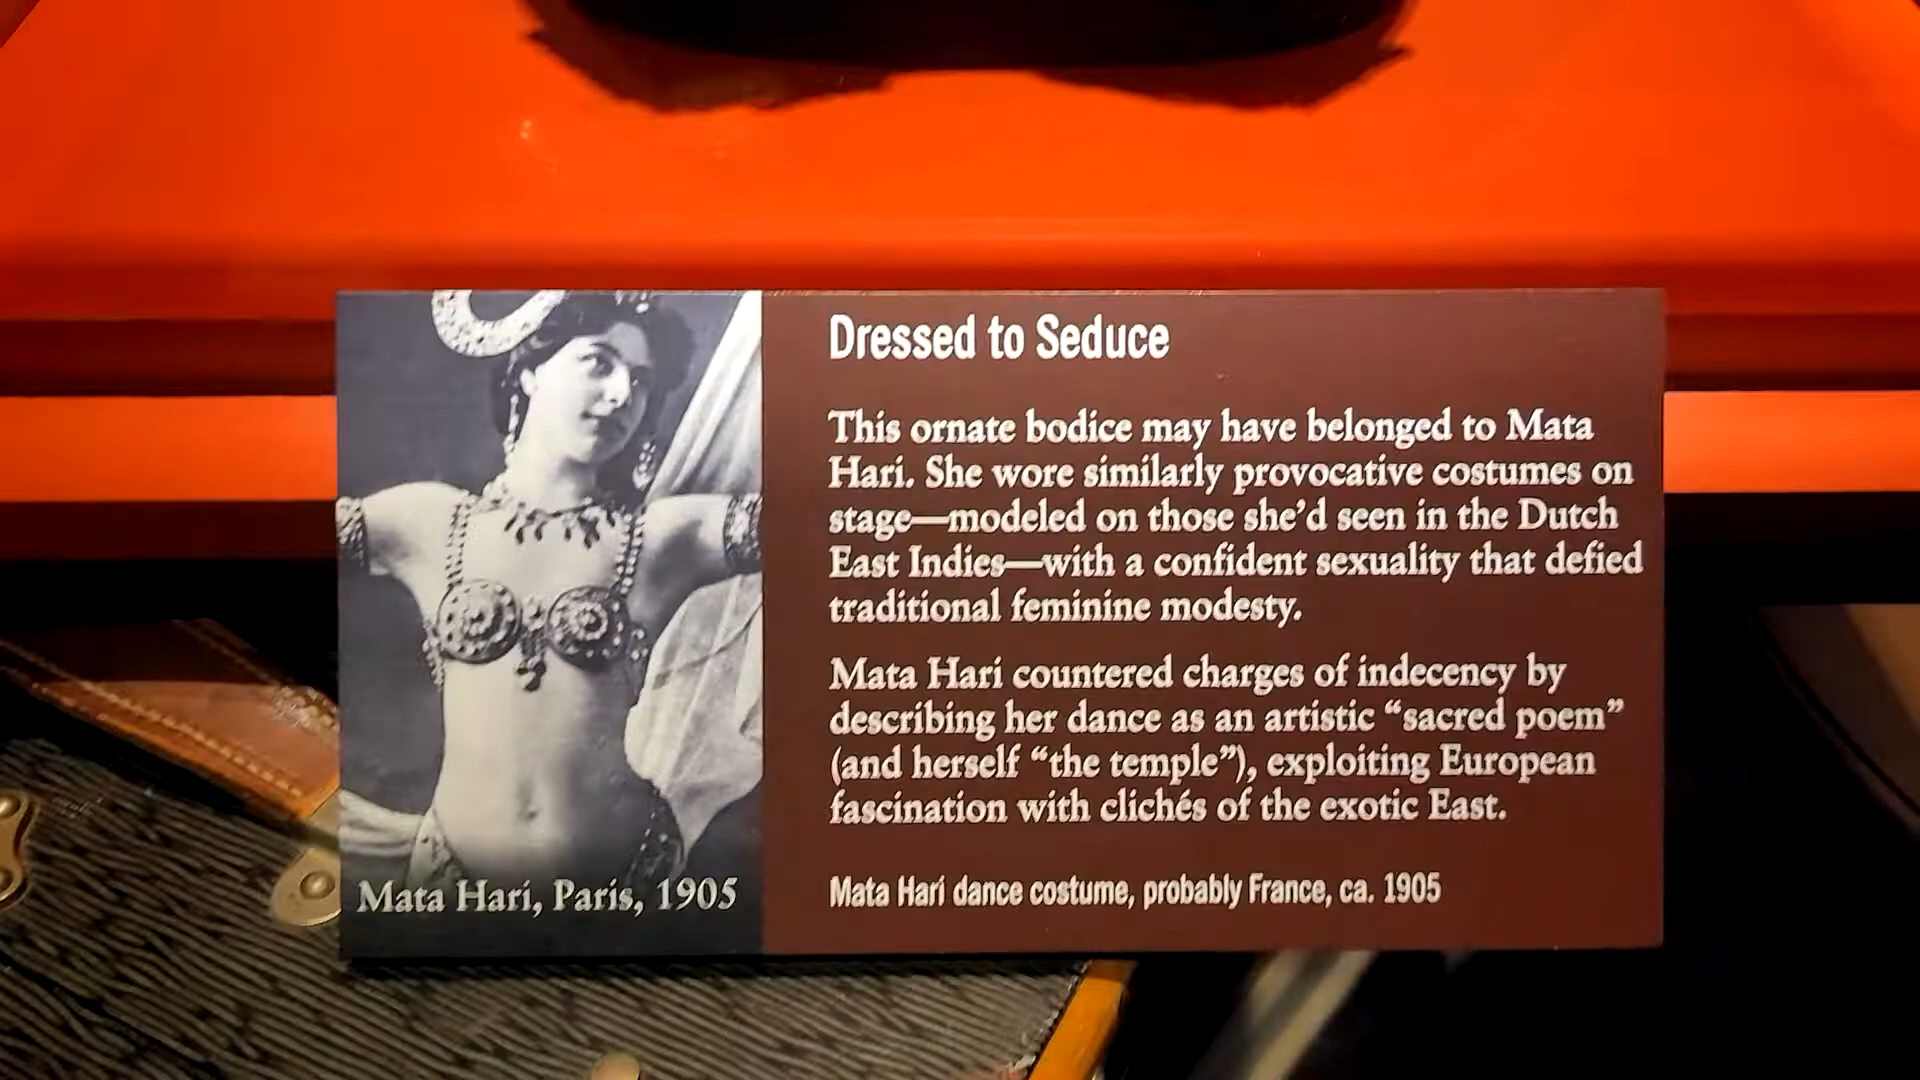 Dressed to Seduce
This ornate bodice may have belonged to Mata
Hari. She wore similarly provocative costumes on
stage—modeled on those she’d seen in the Dutch
East Indies—with a confident sexuality that defied
traditional feminine modesty.
Mata Hari countered charges of indecency by
describing her dance as an artistic “sacred poem”
(and herself “the temple”), exploiting European
fascination with clichés of the exotic East.
Mata Hari dance costume, probably France, ca. 1905
Mata Hari, Paris, 1905